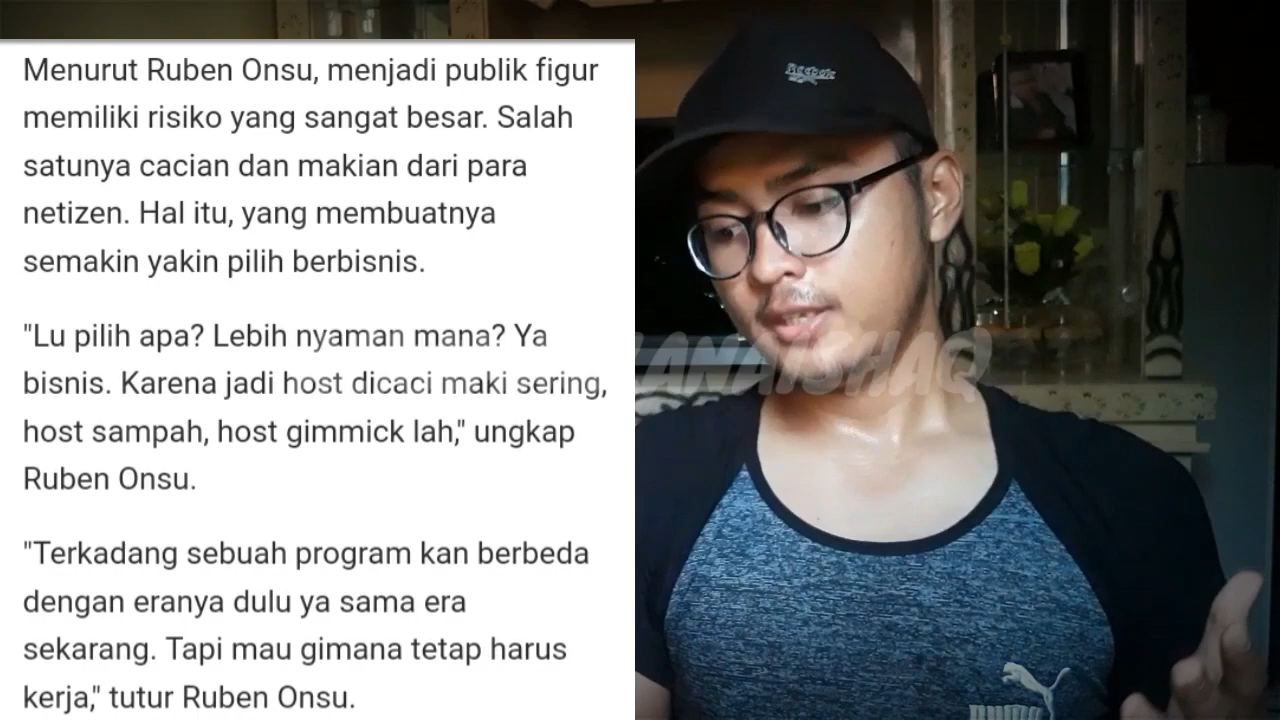 Menurut Ruben Onsu, menjadi publik figur
memiliki risiko yang sangat besar. Salah
satunya cacian dan makian dari para
netizen. Hal itu, yang membuatnya
semakin yakin pilih berbisnis.
"Lu pilih apa? Lebih nyaman mana? Ya
bisnis. Karena jadi host dicaci maki sering,
host sampah, host gimmick lah," ungkap
Ruben Onsu.
"Terkadang sebuah program kan berbeda
dengan eranya dulu ya sama era
sekarang. Tapi mau gimana tetap harus
kerja," tutur Ruben Onsu.
Reebok
KANAISHAQ
PUMA